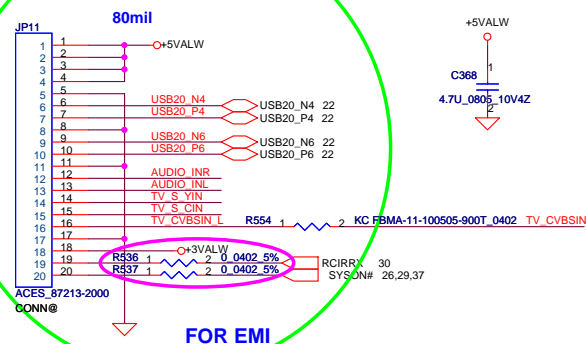 80mil
+5VALW
JP11
1 1
2 2
3 3
4 4
+5VALW
5 5
6 6 USB20_N4 USB20_N4 22
7 7 USB20_P4 USB20_P4 22
8 8
9 9 USB20_N6 USB20_N6 22
10 10 USB20_P6 USB20_P6 22
11 11
12 12 AUDIO_INR
13 13 AUDIO_INL
14 14 TV_S_YIN
15 15 TV_S_CIN
16 16 TV_CVBSIN_L R554 1 2 KC FBMA-11-100505-900T_0402 TV_CVBSIN
17 17
18 18 +3VALW
19 19 R536 1 2 0_0402_5% RCIRRX 30
20 20 R537 1 2 0_0402_5% SYSON# 26,29,37
ACES_87213-2000
CONN@
FOR EMI
1
C368
4.7U_0805_10V4Z
2